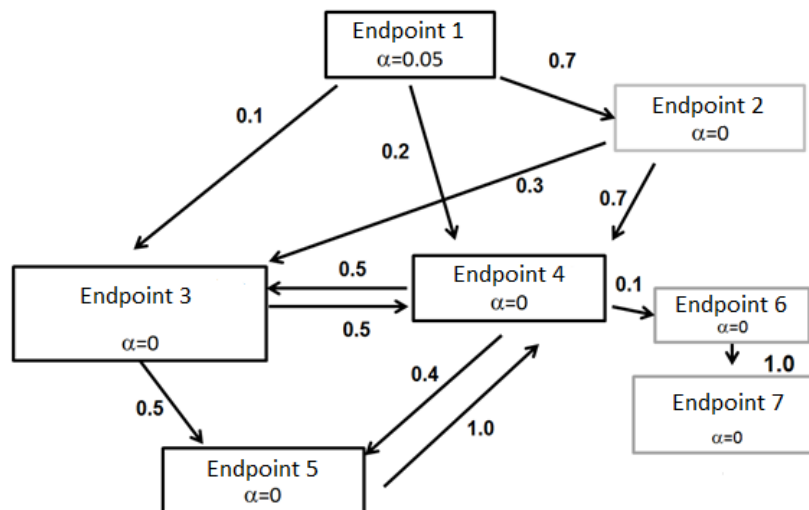 Endpoint 1
α=0.05
0.7
Endpoint 2
α=0
0.1
0.2
0.3
0.7
Endpoint 3
α=0
0.5
0.5
Endpoint 4
α=0
0.1
Endpoint 6
α=0
1.0
Endpoint 7
α=0
0.5
0.4
1.0
Endpoint 5
α=0